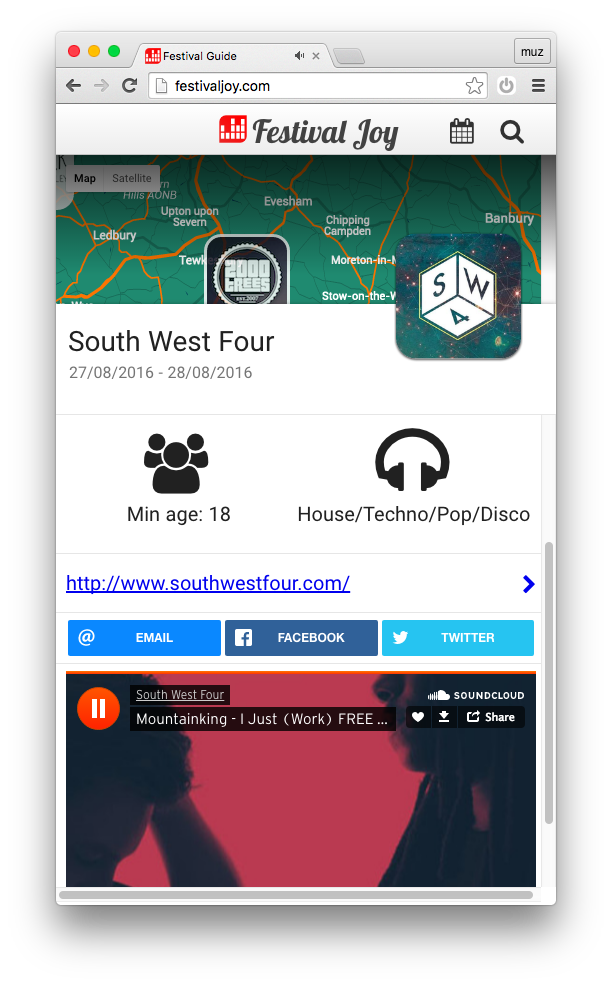 Festival Guide
muz
festivaljoy.com
Festival Joy
Map Satellite
Hills AONB
Upton upon
Severn
Evesham
Chipping
Campden
Banbury
Ledbury
Tewk
Moreton-in-M
Stow-on-the-W
2000
TREES
EST. 2007
S W
4
South West Four
27/08/2016 - 28/08/2016
Min age: 18
House/Techno/Pop/Disco
http://www.southwestfour.com/
EMAIL
FACEBOOK
TWITTER
South West Four
SOUNDCLOUD
Mountainking - I Just (Work) FREE ...
Share